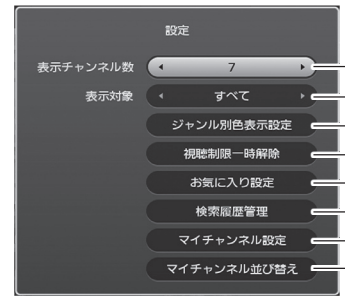 設定
表示チャンネル数 7
表示対象 すべて
ジャンル別色表示設定
視聴制限一時解除
お気に入り設定
検索履歴管理
マイチャンネル設定
マイチャンネル並び替え